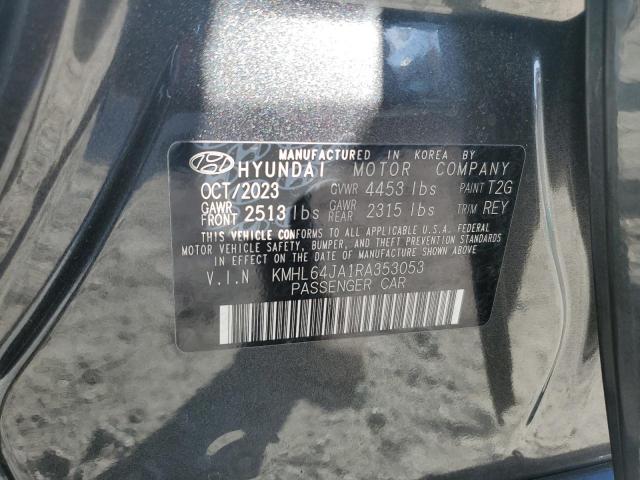 MANUFACTURED IN KOREA BY
HYUNDAI MOTOR COMPANY
OCT/2023 GVWR 4453 lbs PAINT T2G
GAWR FRONT 2513 lbs GAWR REAR 2315 lbs TRIM REY
THIS VEHICLE CONFORMS TO ALL APPLICABLE U.S.A. FEDERAL
MOTOR VEHICLE SAFETY, BUMPER, AND THEFT PREVENTION STANDARDS
IN EFFECT ON THE DATE OF MANUFACTURE SHOWN ABOVE
V.I.N KMHL64JA1RA353053
PASSENGER CAR